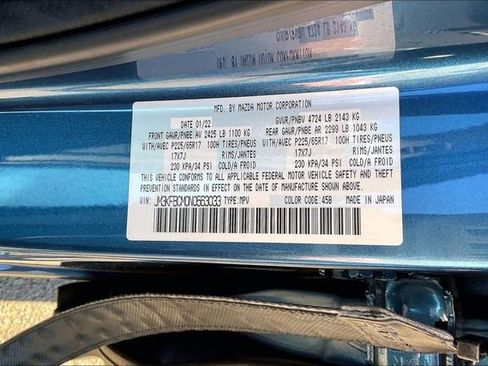 MFD. BY MAZDA MOTOR CORPORATION
DATE 01/22 GVWR/PNBV 4724 LB 2143 KG
FRONT GAWR/PNBE AV 2425 LB 1100 KG REAR GAWR/PNBE AR 2299 LB 1043 KG
WITH/AVEC P225/65R17 100H TIRES/PNEUS WITH/AVEC P225/65R17 100H TIRES/PNEUS
17X7J RIMS/JANTES 17X7J RIMS/JANTES
230 KPA/34 PSI COLD/A FROID 230 KPA/34 PSI COLD/A FROID
THIS VEHICLE CONFORMS TO ALL APPLICABLE FEDERAL MOTOR VEHICLE SAFETY AND THEFT
PREVENTION STANDARDS IN EFFECT ON THE DATE OF MANUFACTURE SHOWN ABOVE.
VIN: TYPE: MPV COLOR CODE: 45B MADE IN JAPAN